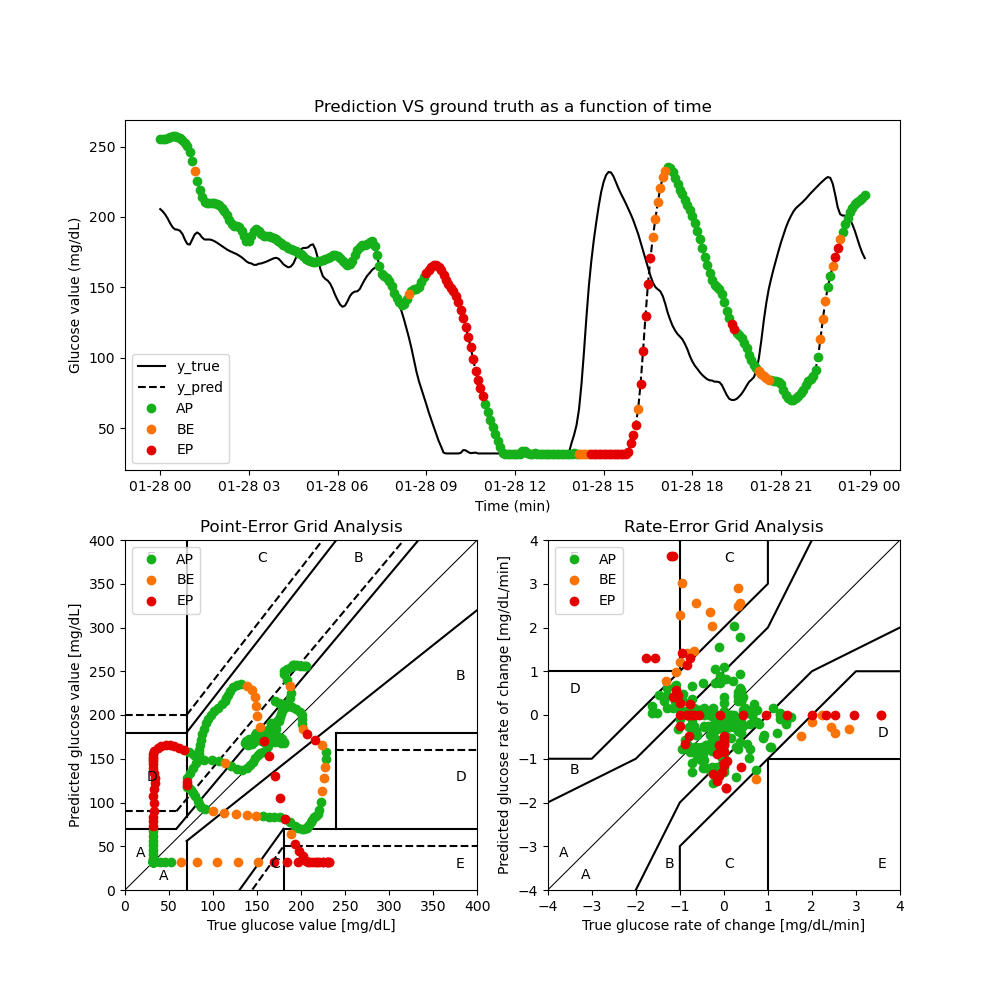 Prediction VS ground truth as a function of time
Glucose value (mg/dL)
250
200
150
100
50
y_true
y_pred
AP
BE
EP
01-28 00 01-28 03 01-28 06 01-28 09 01-28 12 01-28 15 01-28 18 01-28 21 01-29 00
Time (min)
Point-Error Grid Analysis
Predicted glucose value [mg/dL]
400
350
300
250
200
150
100
50
0
AP
BE
EP
C
B
B
D
D
A
A
C
E
0 50 100 150 200 250 300 350 400
True glucose value [mg/dL]
Rate-Error Grid Analysis
Predicted glucose rate of change [mg/dL/min]
4
3
2
1
0
−1
−2
−3
−4
AP
BE
EP
C
D
D
B
A
A
B
C
E
−4 −3 −2 −1 0 1 2 3 4
True glucose rate of change [mg/dL/min]